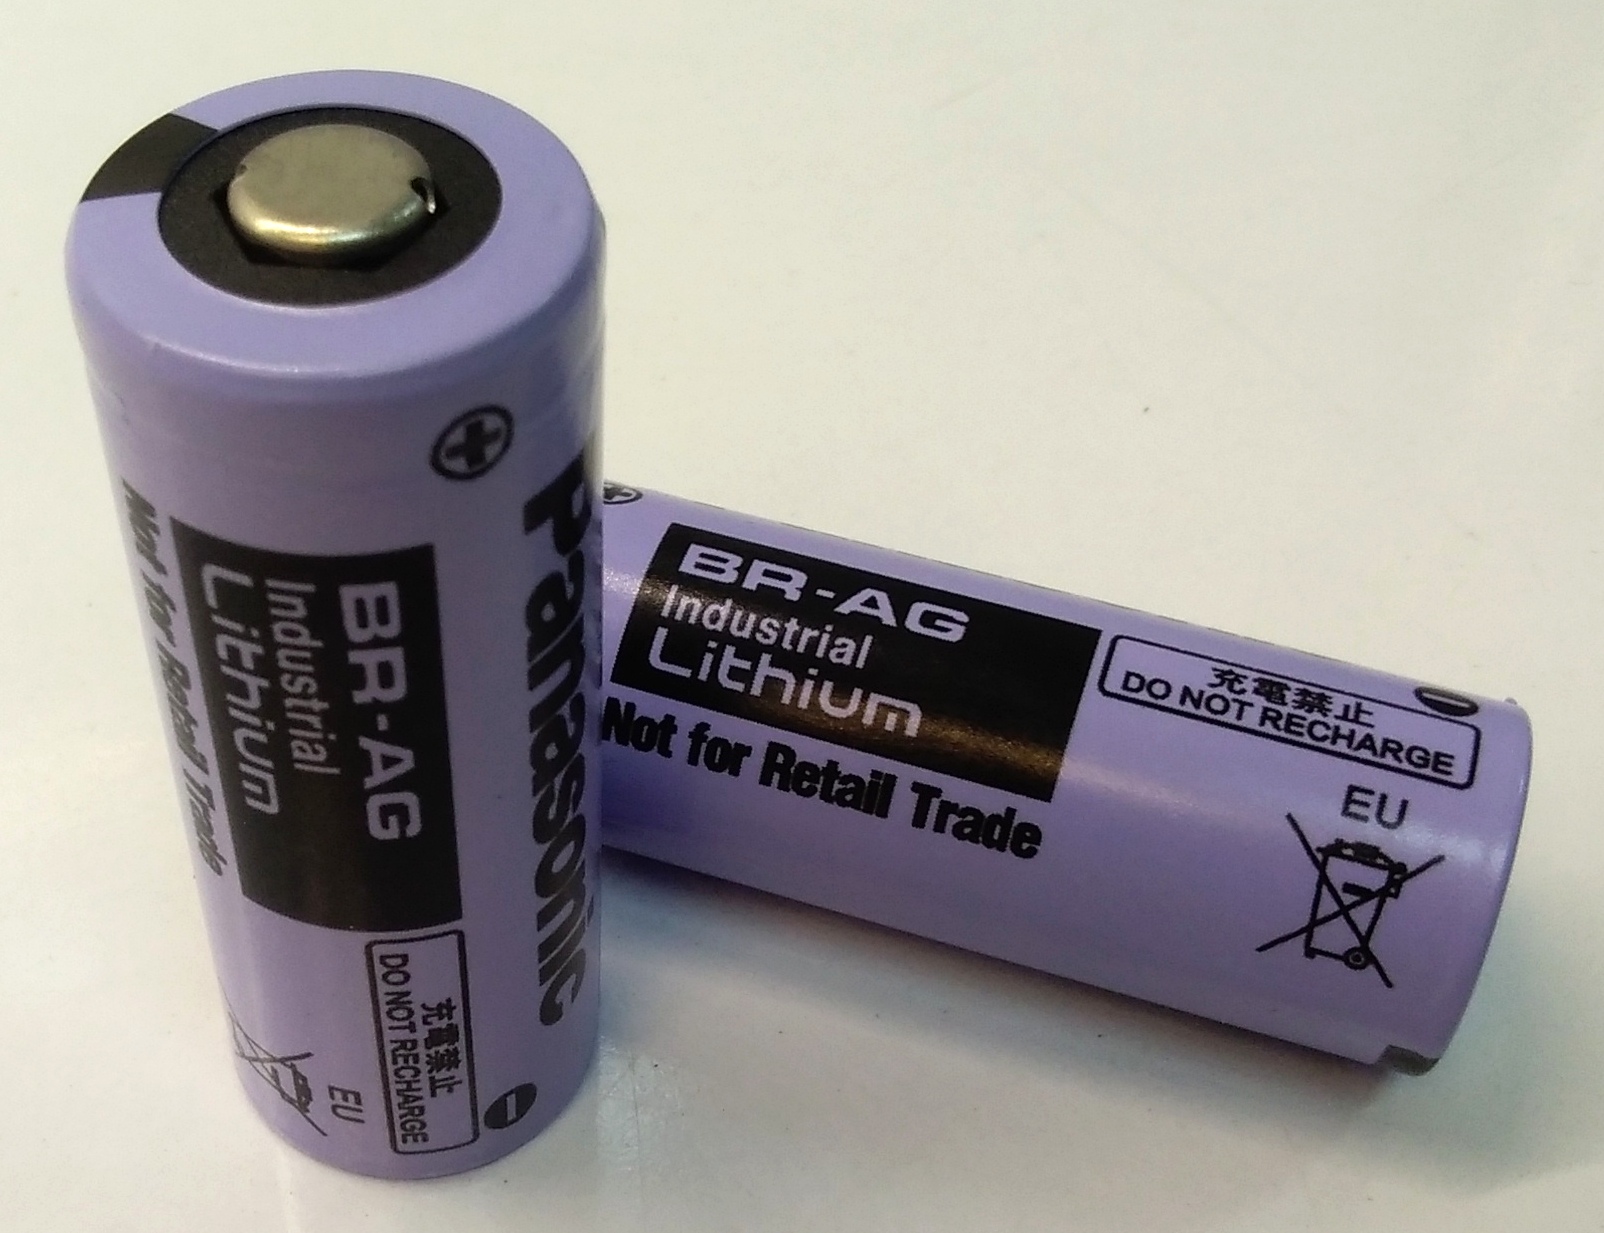 Panasonic
BR-AG
Industrial
Lithium
Not for Retail Trade
充電禁止
DO NOT RECHARGE
EU
BR-AG
Industrial
Lithium
Not for Retail Trade
充電禁止
DO NOT RECHARGE
EU